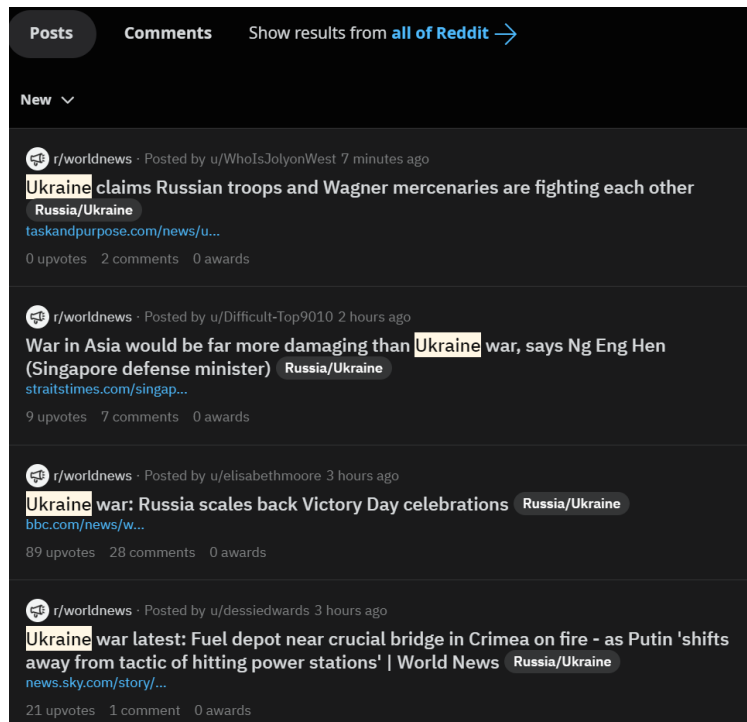 Posts Comments Show results from all of Reddit →
New
r/worldnews · Posted by u/WhoIsJolyonWest 7 minutes ago
Ukraine claims Russian troops and Wagner mercenaries are fighting each other
Russia/Ukraine
taskandpurpose.com/news/u...
0 upvotes 2 comments 0 awards
r/worldnews · Posted by u/Difficult-Top9010 2 hours ago
War in Asia would be far more damaging than Ukraine war, says Ng Eng Hen
(Singapore defense minister) Russia/Ukraine
straitstimes.com/singap...
9 upvotes 7 comments 0 awards
r/worldnews · Posted by u/elisabethmoore 3 hours ago
Ukraine war: Russia scales back Victory Day celebrations Russia/Ukraine
bbc.com/news/w...
89 upvotes 28 comments 0 awards
r/worldnews · Posted by u/dessiedwards 3 hours ago
Ukraine war latest: Fuel depot near crucial bridge in Crimea on fire - as Putin 'shifts
away from tactic of hitting power stations' | World News Russia/Ukraine
news.sky.com/story/...
21 upvotes 1 comment 0 awards